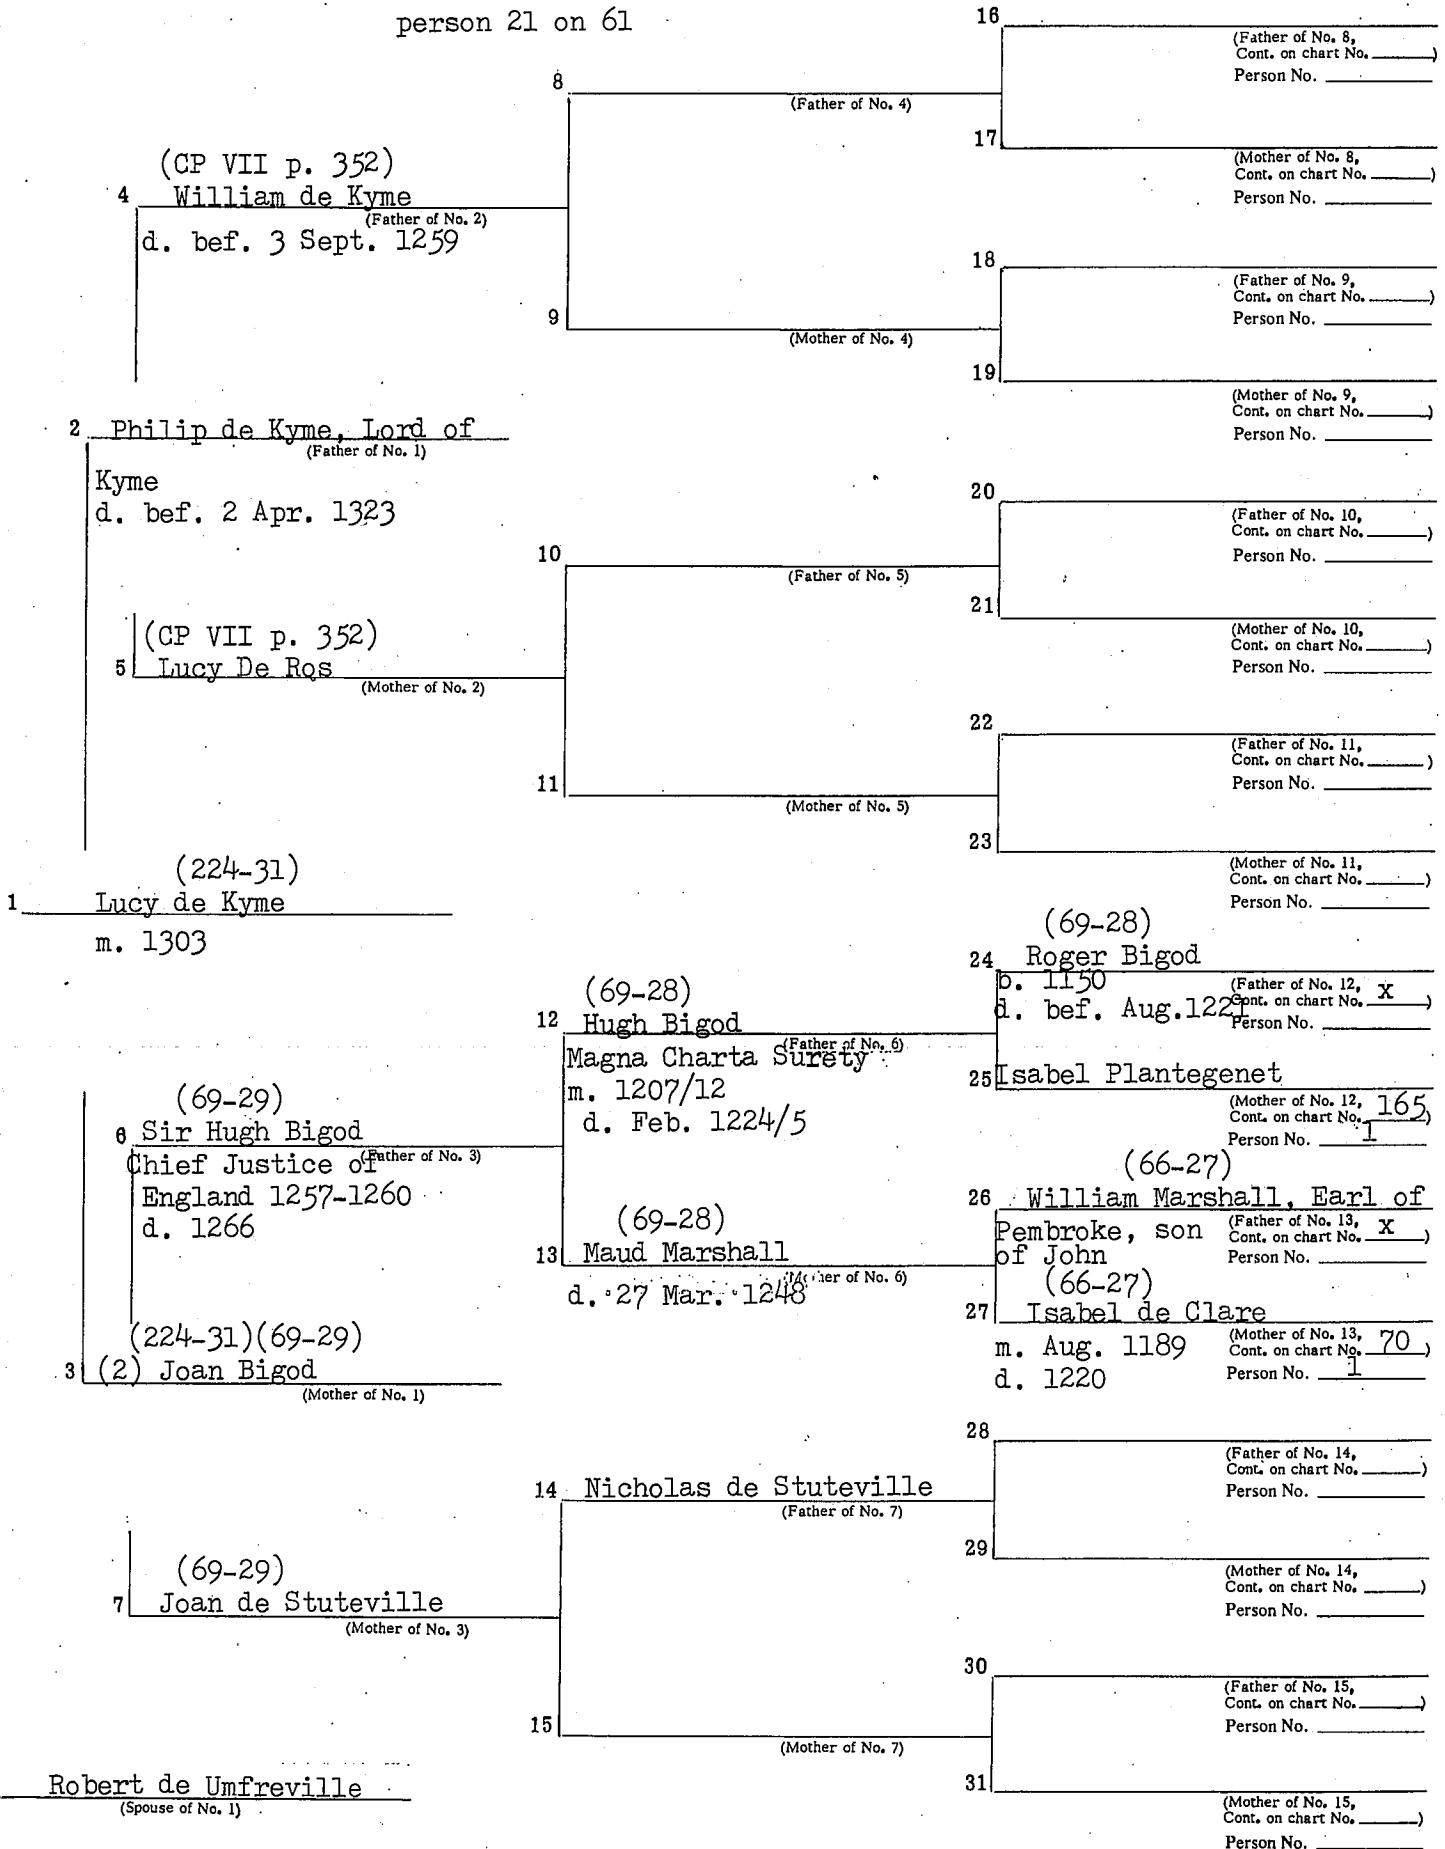 person 21 on 61
16
(Father of No. 8,
Cont. on chart No. )
Person No.
8
(Father of No. 4)
17
(Mother of No. 8,
Cont. on chart No. )
Person No.
(CP VII p. 352)
4 William de Kyme
(Father of No. 2)
d. bef. 3 Sept. 1259
18
(Father of No. 9,
Cont. on chart No. )
Person No.
9
(Mother of No. 4)
19
(Mother of No. 9,
Cont. on chart No. )
Person No.
2 Philip de Kyme, Lord of
(Father of No. 1)
Kyme
d. bef. 2 Apr. 1323
20
(Father of No. 10,
Cont. on chart No. )
Person No.
10
(Father of No. 5)
21
(Mother of No. 10,
Cont. on chart No. )
Person No.
(CP VII p. 352)
5 Lucy De Ros
(Mother of No. 2)
22
(Father of No. 11,
Cont. on chart No. )
Person No.
11
(Mother of No. 5)
23
(Mother of No. 11,
Cont. on chart No. )
Person No.
(224-31)
1 Lucy de Kyme
m. 1303
(69-28)
24 Roger Bigod
b. 1150
d. bef. Aug.1221
(Father of No. 12,
Cont. on chart No. x )
Person No.
(69-28)
12 Hugh Bigod
(Father of No. 6)
Magna Charta Surety
m. 1207/12
d. Feb. 1224/5
25 Isabel Plantegenet
(Mother of No. 12,
Cont. on chart No. 165)
Person No. 1
(69-29)
6 Sir Hugh Bigod
(Father of No. 3)
Chief Justice of
England 1257-1260
d. 1266
(66-27)
26 William Marshall, Earl of
Pembroke, son
of John
(Father of No. 13,
Cont. on chart No. x )
Person No.
(69-28)
13 Maud Marshall
(Mother of No. 6)
d. 27 Mar. 1248
(66-27)
27 Isabel de Clare
m. Aug. 1189
d. 1220
(Mother of No. 13,
Cont. on chart No. 70 )
Person No. 1
(224-31)(69-29)
3 (2) Joan Bigod
(Mother of No. 1)
28
(Father of No. 14,
Cont. on chart No. )
Person No.
14 Nicholas de Stuteville
(Father of No. 7)
29
(Mother of No. 14,
Cont. on chart No. )
Person No.
(69-29)
7 Joan de Stuteville
(Mother of No. 3)
30
(Father of No. 15,
Cont. on chart No. )
Person No.
15
(Mother of No. 7)
31
(Mother of No. 15,
Cont. on chart No. )
Person No.
Robert de Umfreville
(Spouse of No. 1)